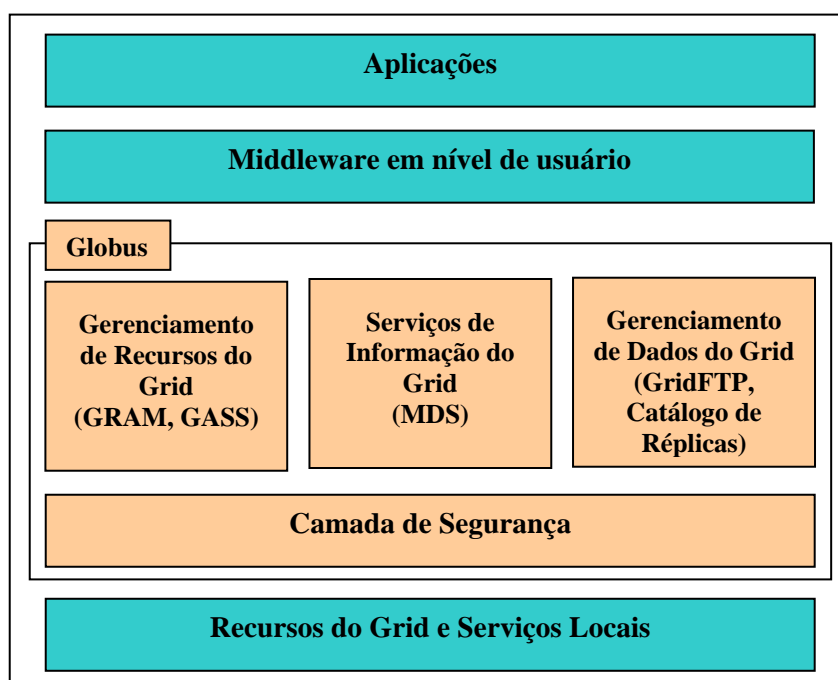 Aplicações
Middleware em nível de usuário
Globus
Gerenciamento
de Recursos do
Grid
(GRAM, GASS)
Serviços de
Informação do
Grid
(MDS)
Gerenciamento
de Dados do Grid
(GridFTP,
Catálogo de
Réplicas)
Camada de Segurança
Recursos do Grid e Serviços Locais